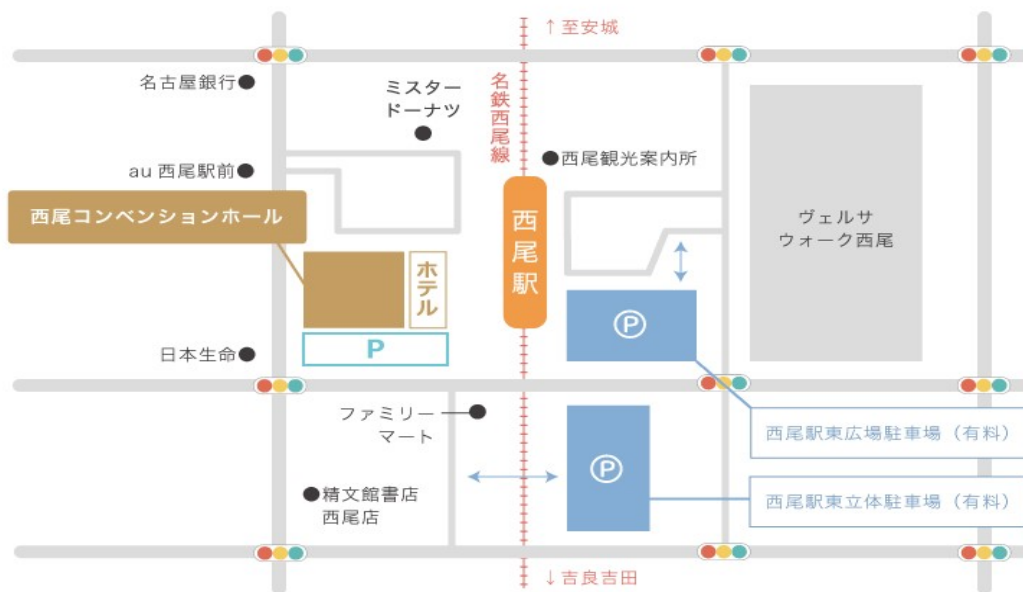 ↑至安城
名古屋銀行
ミスター
ドーナツ
名鉄西尾線
西尾観光案内所
au 西尾駅前
西尾コンベンションホール
西尾駅
ヴェルサ
ウォーク西尾
ホテル
P
P
日本生命
ファミリー
マート
西尾駅東広場駐車場（有料）
P
精文館書店
西尾店
西尾駅東立体駐車場（有料）
↓吉良吉田